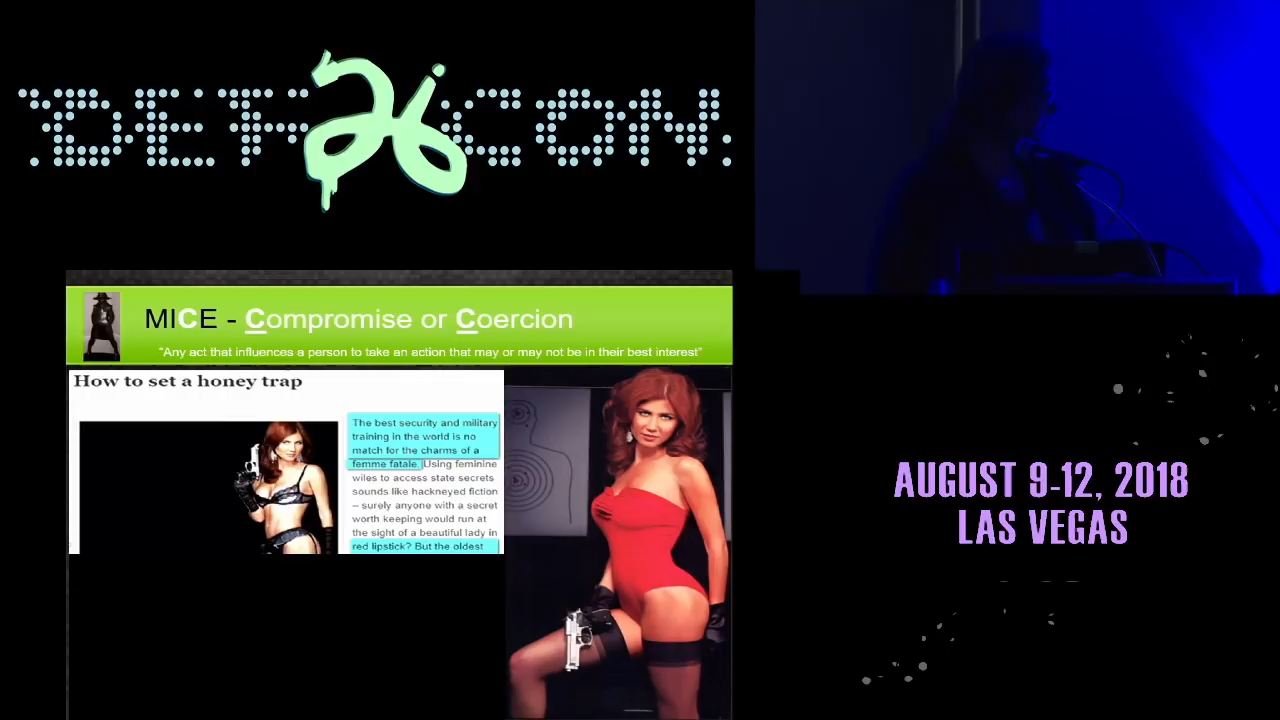 DEF CON
26
MICE - Compromise or Coercion
“Any act that influences a person to take an action that may or may not be in their best interest”
How to set a honey trap
The best security and military
training in the world is no
match for the charms of a
femme fatale. Using feminine
wiles to access state secrets
sounds like hackneyed fiction
– surely anyone with a secret
worth keeping would run at
the sight of a beautiful lady in
red lipstick? But the oldest
AUGUST 9-12, 2018
LAS VEGAS